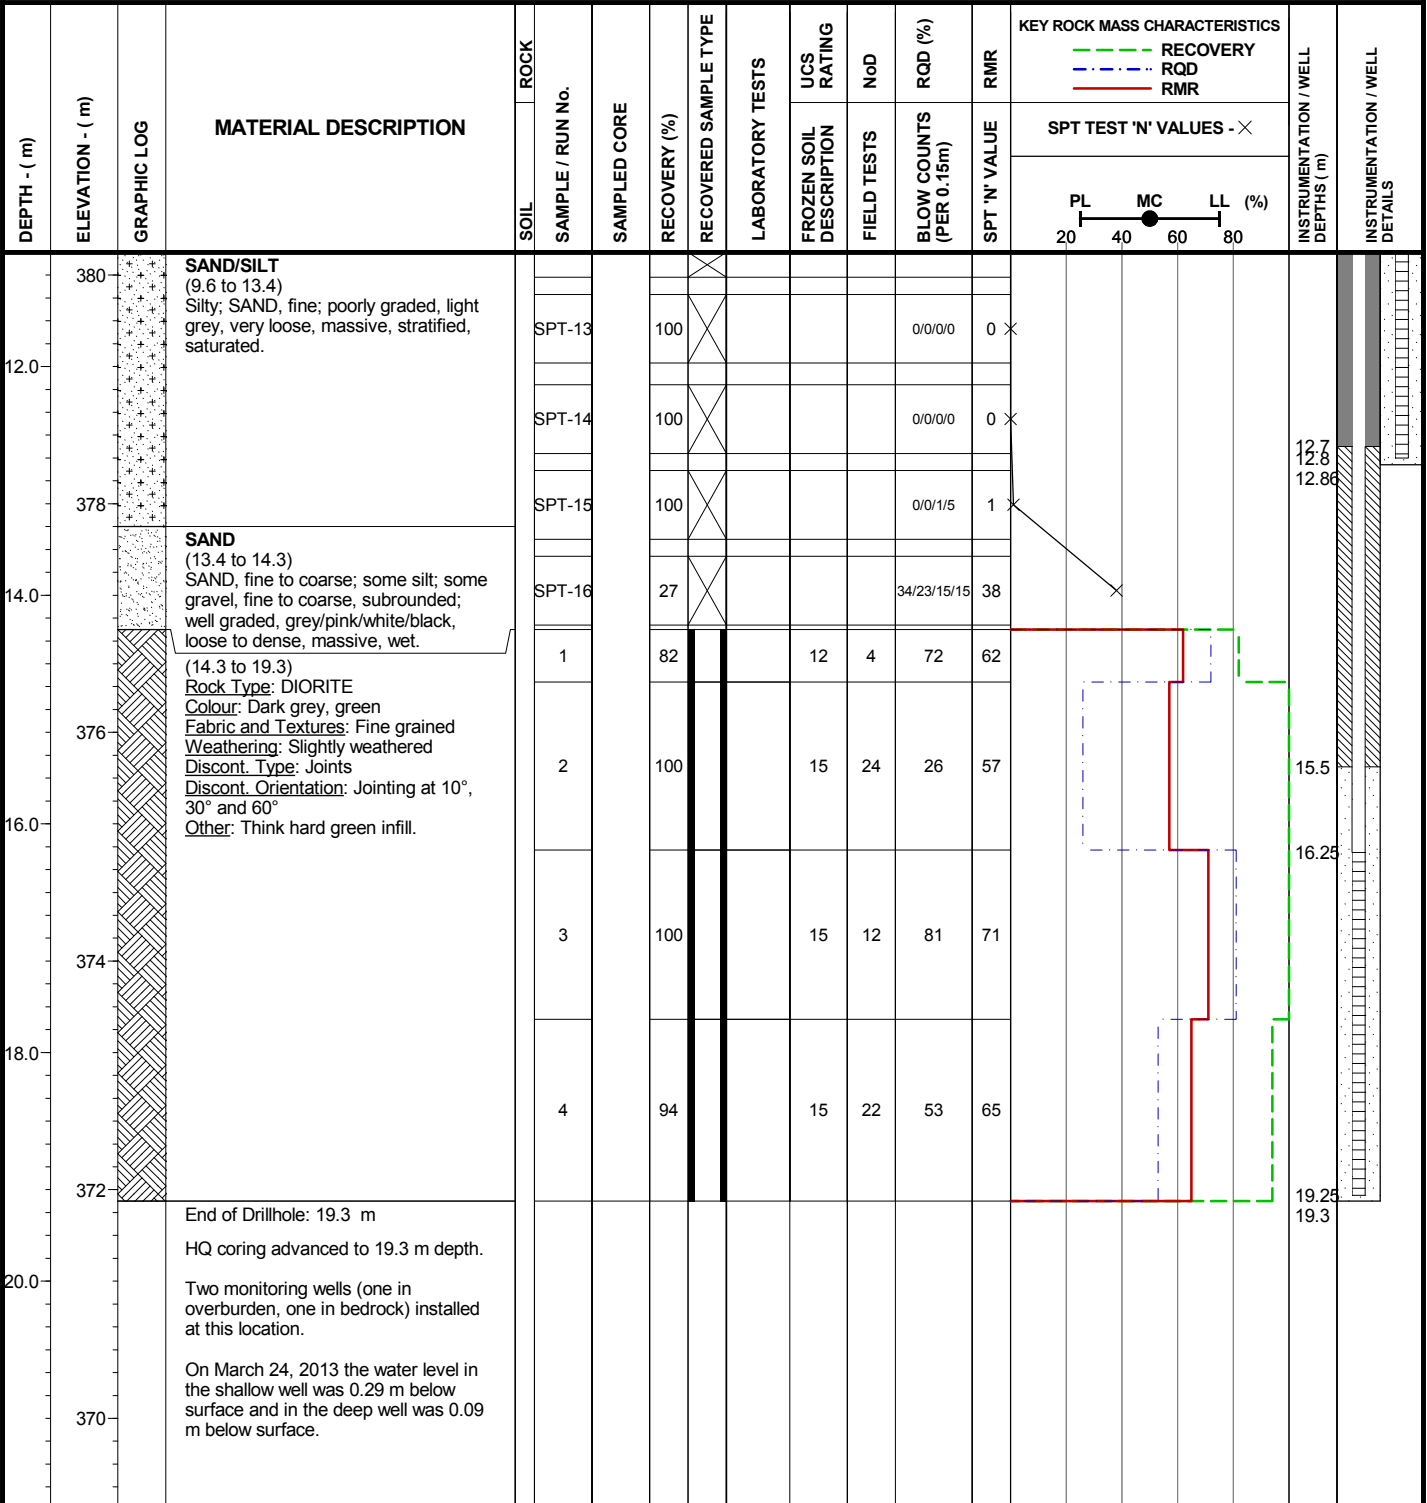 DEPTH - ( m)
ELEVATION - ( m)
GRAPHIC LOG
MATERIAL DESCRIPTION
SOIL
ROCK
SAMPLE / RUN No.
SAMPLED CORE
RECOVERY (%)
RECOVERED SAMPLE TYPE
LABORATORY TESTS
UCS RATING
FROZEN SOIL DESCRIPTION
NoD
FIELD TESTS
RQD (%)
BLOW COUNTS (PER 0.15m)
RMR
SPT 'N' VALUE
KEY ROCK MASS CHARACTERISTICS
RECOVERY
RQD
RMR
SPT TEST 'N' VALUES - ×
PL MC LL (%)
20 40 60 80
INSTRUMENTATION / WELL DEPTHS ( m)
INSTRUMENTATION / WELL DETAILS
380
SAND/SILT
(9.6 to 13.4)
Silty; SAND, fine; poorly graded, light
grey, very loose, massive, stratified,
saturated.
SPT-13 100 0/0/0/0 0
12.0
SPT-14 100 0/0/0/0 0
12.7
12.8
12.86
378
SPT-15 100 0/0/1/5 1
SAND
(13.4 to 14.3)
SAND, fine to coarse; some silt; some
gravel, fine to coarse, subrounded;
well graded, grey/pink/white/black,
loose to dense, massive, wet.
14.0
SPT-16 27 34/23/15/15 38
1 82 12 4 72 62
(14.3 to 19.3)
Rock Type: DIORITE
Colour: Dark grey, green
Fabric and Textures: Fine grained
Weathering: Slightly weathered
Discont. Type: Joints
Discont. Orientation: Jointing at 10°,
30° and 60°
Other: Think hard green infill.
376
2 100 15 24 26 57
15.5
16.0
16.25
3 100 15 12 81 71
374
18.0
4 94 15 22 53 65
372
19.25
19.3
End of Drillhole: 19.3 m
HQ coring advanced to 19.3 m depth.
20.0
Two monitoring wells (one in
overburden, one in bedrock) installed
at this location.
On March 24, 2013 the water level in
the shallow well was 0.29 m below
surface and in the deep well was 0.09
m below surface.
370